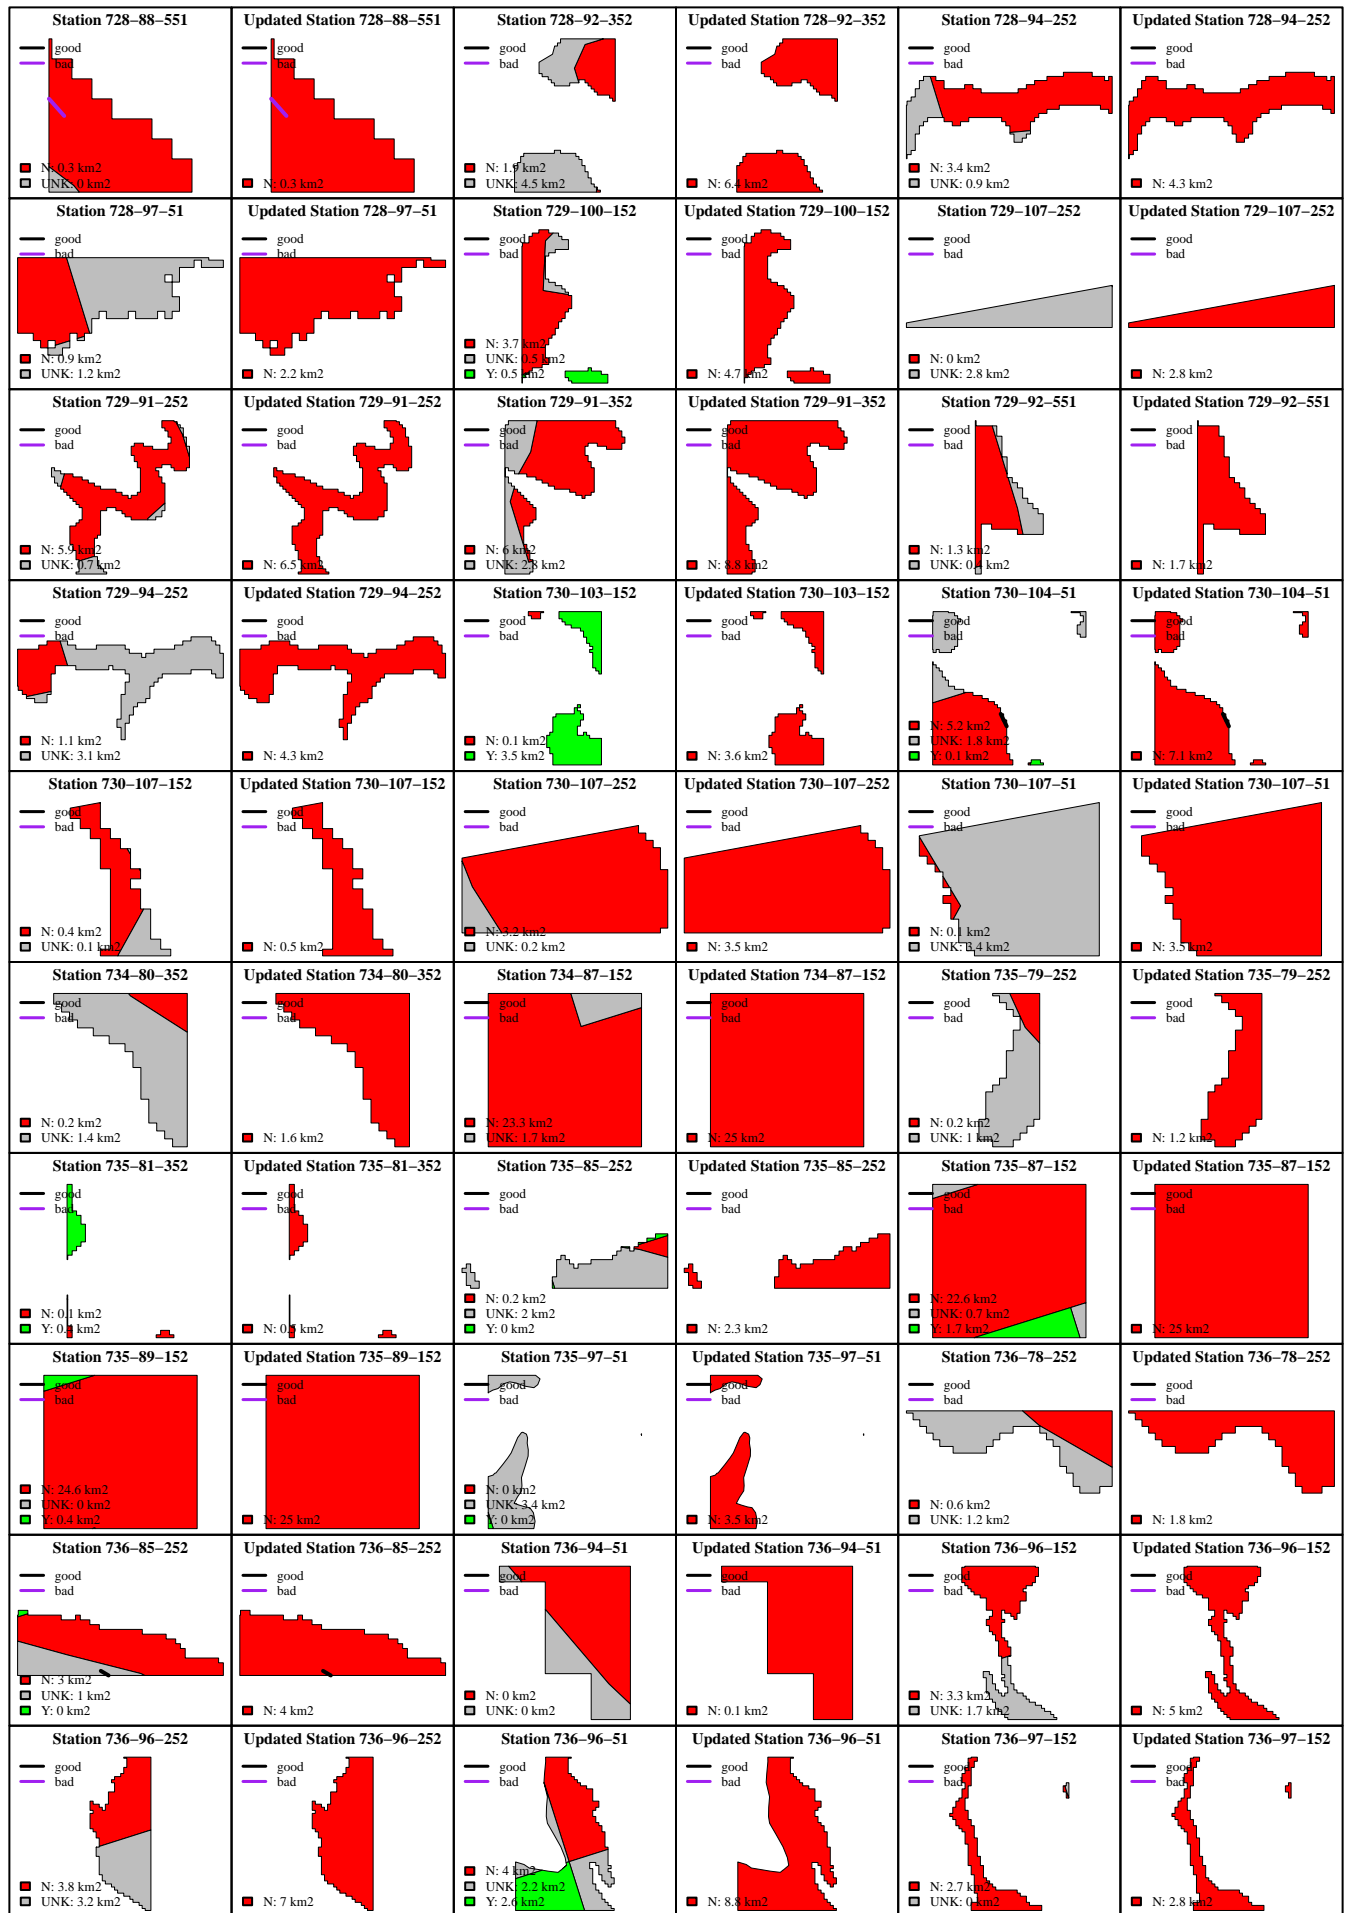 Station 728−88−551
good
bad
N: 0.3 km2
UNK: 0 km2
Updated Station 728−88−551
good
bad
N: 0.3 km2
Station 728−92−352
good
bad
N: 1.9 km2
UNK: 4.5 km2
Updated Station 728−92−352
good
bad
N: 6.4 km2
Station 728−94−252
good
bad
N: 3.4 km2
UNK: 0.9 km2
Updated Station 728−94−252
good
bad
N: 4.3 km2
Station 728−97−51
good
bad
N: 0.9 km2
UNK: 1.2 km2
Updated Station 728−97−51
good
bad
N: 2.2 km2
Station 729−100−152
good
bad
N: 3.7 km2
UNK: 0.5 km2
Y: 0.5 km2
Updated Station 729−100−152
good
bad
N: 4.7 km2
Station 729−107−252
good
bad
N: 0 km2
UNK: 2.8 km2
Updated Station 729−107−252
good
bad
N: 2.8 km2
Station 729−91−252
good
bad
N: 5.9 km2
UNK: 0.7 km2
Updated Station 729−91−252
good
bad
N: 6.5 km2
Station 729−91−352
good
bad
N: 6 km2
UNK: 2.8 km2
Updated Station 729−91−352
good
bad
N: 8.8 km2
Station 729−92−551
good
bad
N: 1.3 km2
UNK: 0.4 km2
Updated Station 729−92−551
good
bad
N: 1.7 km2
Station 729−94−252
good
bad
N: 1.1 km2
UNK: 3.1 km2
Updated Station 729−94−252
good
bad
N: 4.3 km2
Station 730−103−152
good
bad
N: 0.1 km2
Y: 3.5 km2
Updated Station 730−103−152
good
bad
N: 3.6 km2
Station 730−104−51
good
bad
N: 5.2 km2
UNK: 1.8 km2
Y: 0.1 km2
Updated Station 730−104−51
good
bad
N: 7.1 km2
Station 730−107−152
good
bad
N: 0.4 km2
UNK: 0.1 km2
Updated Station 730−107−152
good
bad
N: 0.5 km2
Station 730−107−252
good
bad
N: 3.2 km2
UNK: 0.2 km2
Updated Station 730−107−252
good
bad
N: 3.5 km2
Station 730−107−51
good
bad
N: 0.1 km2
UNK: 3.4 km2
Updated Station 730−107−51
good
bad
N: 3.5 km2
Station 734−80−352
good
bad
N: 0.2 km2
UNK: 1.4 km2
Updated Station 734−80−352
good
bad
N: 1.6 km2
Station 734−87−152
good
bad
N: 23.3 km2
UNK: 1.7 km2
Updated Station 734−87−152
good
bad
N: 25 km2
Station 735−79−252
good
bad
N: 0.2 km2
UNK: 1 km2
Updated Station 735−79−252
good
bad
N: 1.2 km2
Station 735−81−352
good
bad
N: 0.1 km2
Y: 0.4 km2
Updated Station 735−81−352
good
bad
N: 0.5 km2
Station 735−85−252
good
bad
N: 0.2 km2
UNK: 2 km2
Y: 0 km2
Updated Station 735−85−252
good
bad
N: 2.3 km2
Station 735−87−152
good
bad
N: 22.6 km2
UNK: 0.7 km2
Y: 1.7 km2
Updated Station 735−87−152
good
bad
N: 25 km2
Station 735−89−152
good
bad
N: 24.6 km2
UNK: 0 km2
Y: 0.4 km2
Updated Station 735−89−152
good
bad
N: 25 km2
Station 735−97−51
good
bad
N: 0 km2
UNK: 3.4 km2
Y: 0 km2
Updated Station 735−97−51
good
bad
N: 3.5 km2
Station 736−78−252
good
bad
N: 0.6 km2
UNK: 1.2 km2
Updated Station 736−78−252
good
bad
N: 1.8 km2
Station 736−85−252
good
bad
N: 3 km2
UNK: 1 km2
Y: 0 km2
Updated Station 736−85−252
good
bad
N: 4 km2
Station 736−94−51
good
bad
N: 0 km2
UNK: 0 km2
Updated Station 736−94−51
good
bad
N: 0.1 km2
Station 736−96−152
good
bad
N: 3.3 km2
UNK: 1.7 km2
Updated Station 736−96−152
good
bad
N: 5 km2
Station 736−96−252
good
bad
N: 3.8 km2
UNK: 3.2 km2
Updated Station 736−96−252
good
bad
N: 7 km2
Station 736−96−51
good
bad
N: 4 km2
UNK: 2.2 km2
Y: 2.6 km2
Updated Station 736−96−51
good
bad
N: 8.8 km2
Station 736−97−152
good
bad
N: 2.7 km2
UNK: 0 km2
Updated Station 736−97−152
good
bad
N: 2.8 km2